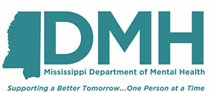 DMH
Mississippi Department of Mental Health
Supporting a Better Tomorrow...One Person at a Time